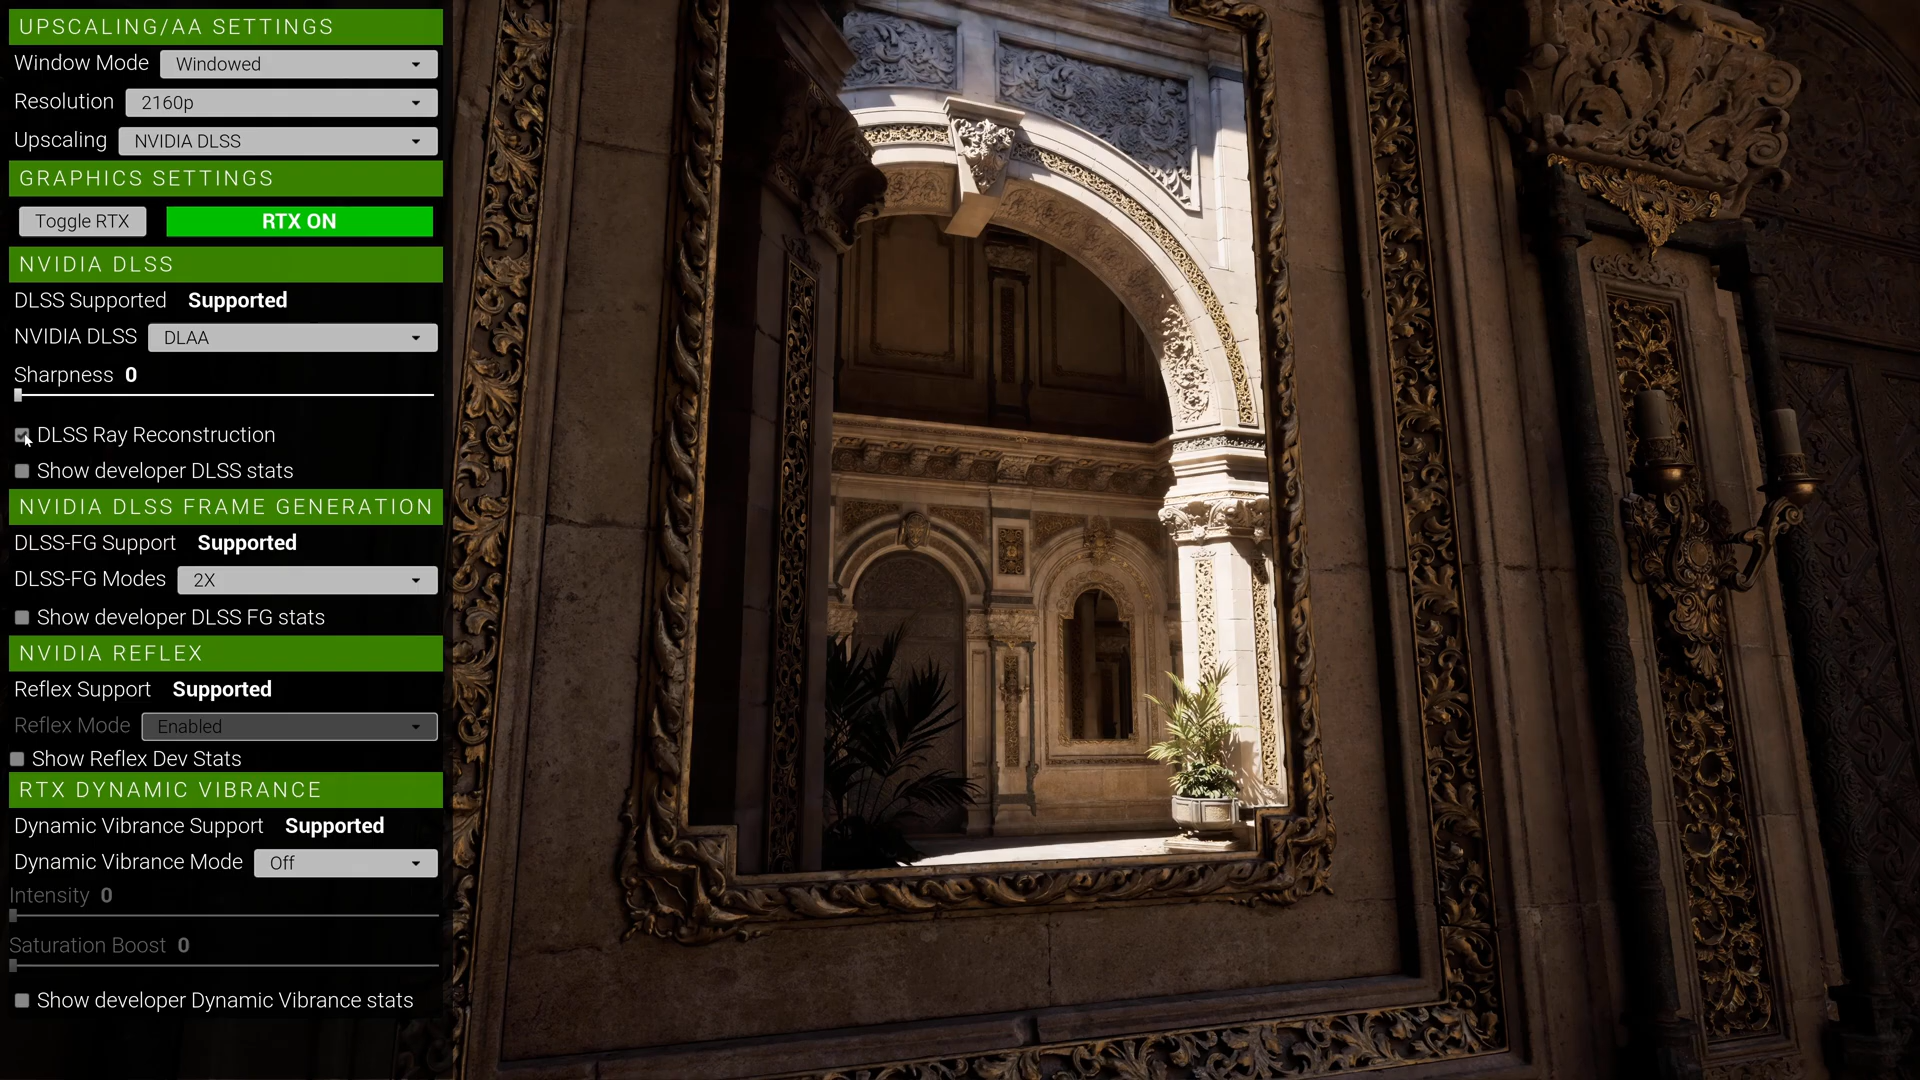 UPSCALING/AA SETTINGS
Window Mode Windowed
Resolution 2160p
Upscaling NVIDIA DLSS
GRAPHICS SETTINGS
Toggle RTX RTX ON
NVIDIA DLSS
DLSS Supported Supported
NVIDIA DLSS DLAA
Sharpness 0
DLSS Ray Reconstruction
Show developer DLSS stats
NVIDIA DLSS FRAME GENERATION
DLSS-FG Support Supported
DLSS-FG Modes 2X
Show developer DLSS FG stats
NVIDIA REFLEX
Reflex Support Supported
Reflex Mode Enabled
Show Reflex Dev Stats
RTX DYNAMIC VIBRANCE
Dynamic Vibrance Support Supported
Dynamic Vibrance Mode Off
Intensity 0
Saturation Boost 0
Show developer Dynamic Vibrance stats